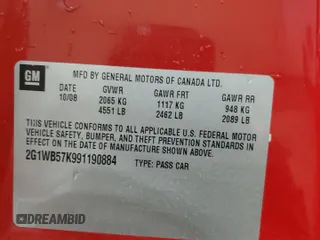 GM
MFD BY GENERAL MOTORS OF CANADA LTD.
DATE GVWR GAWR FRT GAWR RR
10/08 2065 KG 1117 KG 948 KG
4551 LB 2462 LB 2089 LB
THIS VEHICLE CONFORMS TO ALL APPLICABLE U.S. FEDERAL MOTOR
VEHICLE SAFETY, BUMPER, AND THEFT PREVENTION STANDARDS IN
EFFECT ON THE DATE OF MANUFACTURE SHOWN ABOVE.
2G1WB57K991190884 TYPE: PASS CAR
DREAMBID